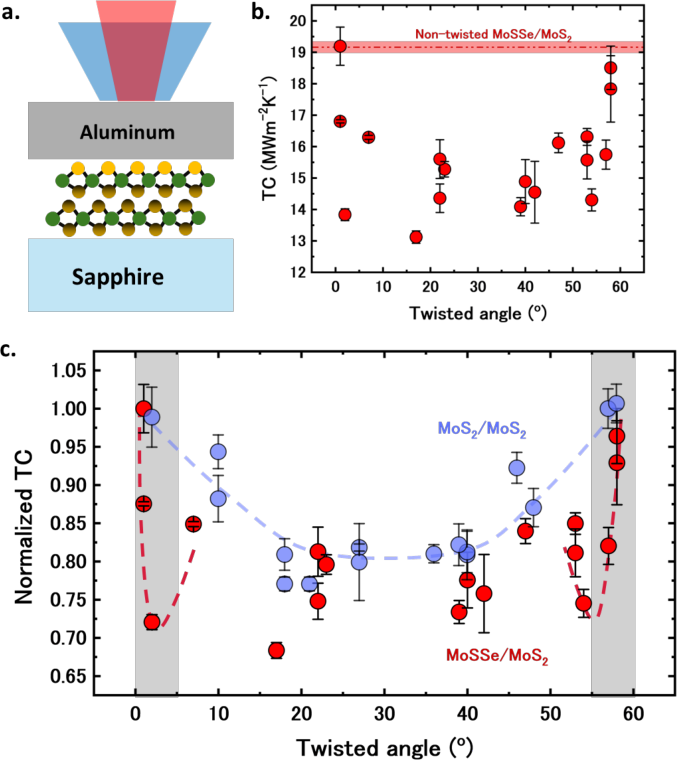 a.
Aluminum
Sapphire
b.
20
19
18
17
16
15
14
13
12
TC (MWm⁻²K⁻¹)
Non-twisted MoSSe/MoS₂
0 10 20 30 40 50 60
Twisted angle (°)
c.
1.05
1.00
0.95
0.90
0.85
0.80
0.75
0.70
0.65
Normalized TC
MoS₂/MoS₂
MoSSe/MoS₂
0 10 20 30 40 50 60
Twisted angle (°)